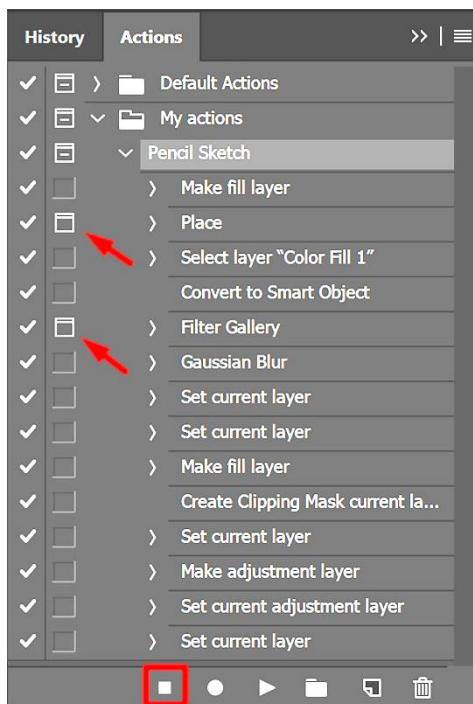 History Actions
Default Actions
My actions
Pencil Sketch
Make fill layer
Place
Select layer "Color Fill 1"
Convert to Smart Object
Filter Gallery
Gaussian Blur
Set current layer
Set current layer
Make fill layer
Create Clipping Mask current la...
Set current layer
Make adjustment layer
Set current adjustment layer
Set current layer